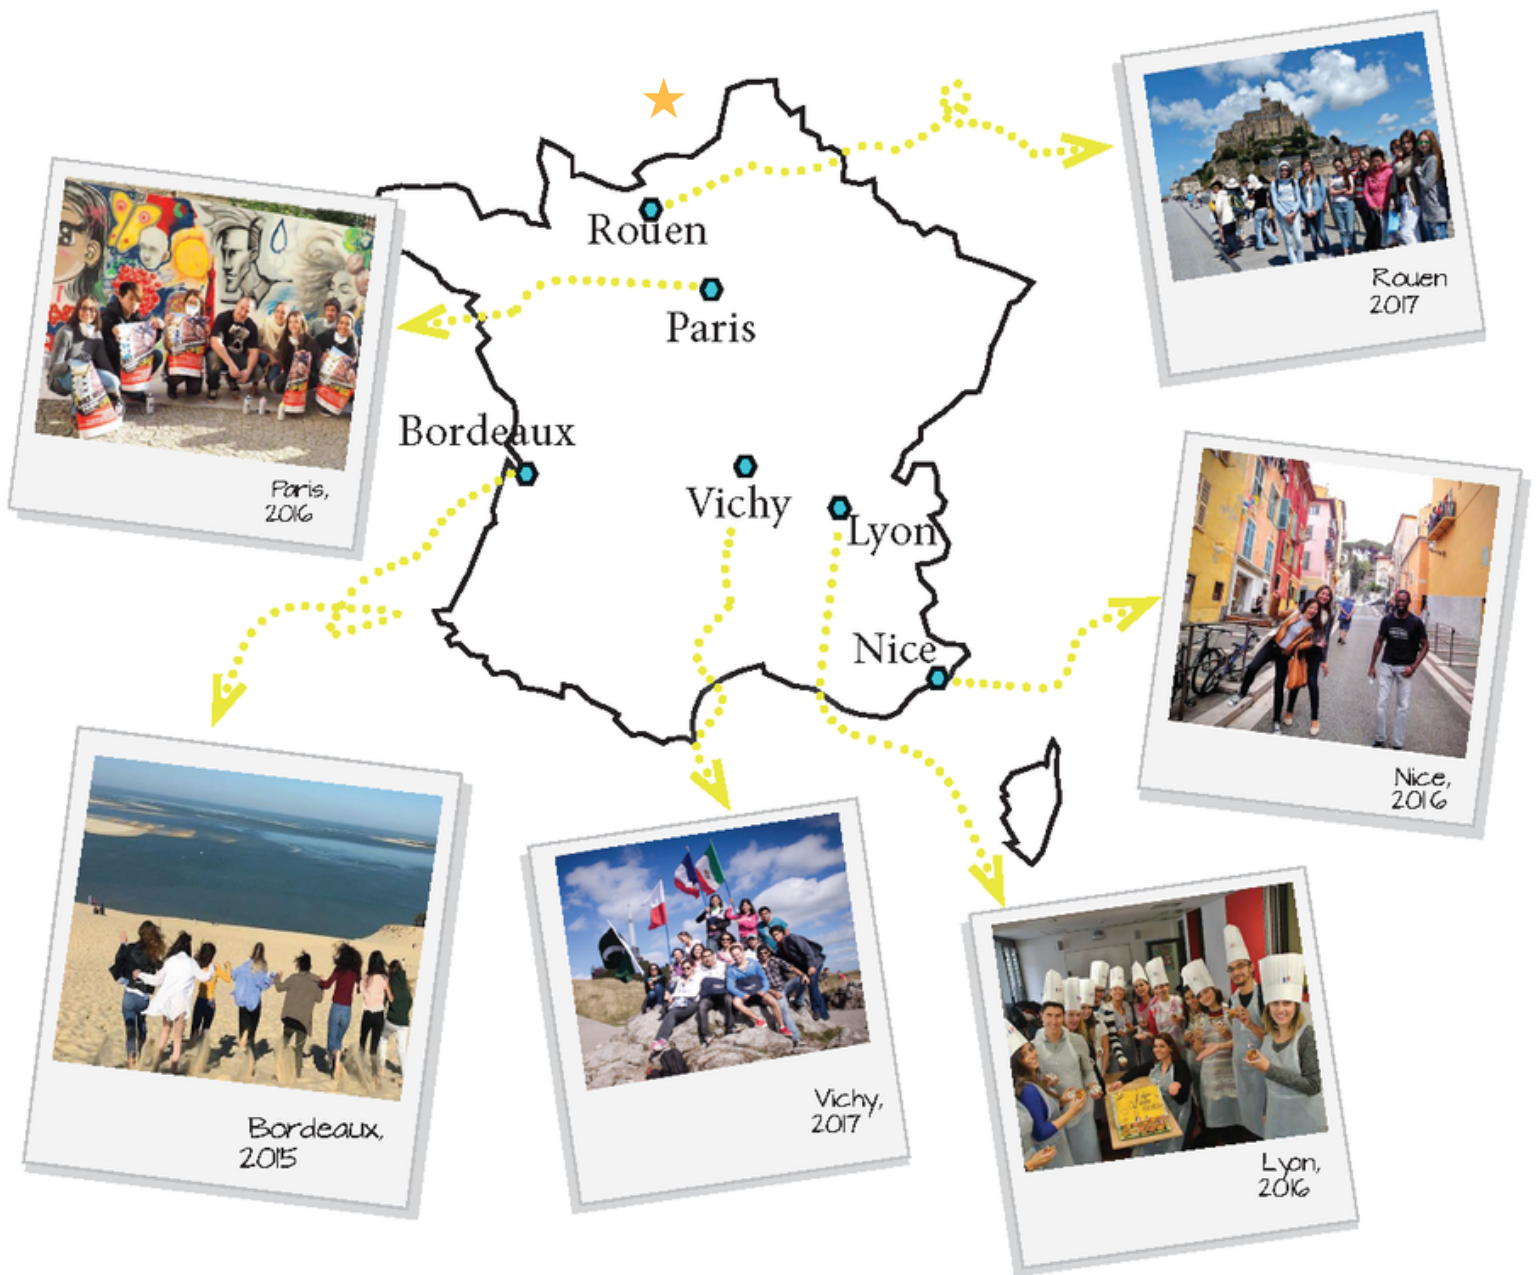 Rouen
Paris
Bordeaux
Vichy
Lyon
Nice
Rouen
2017
Paris,
2016
Nice,
2016
Bordeaux,
2015
Vichy,
2017
Lyon,
2016